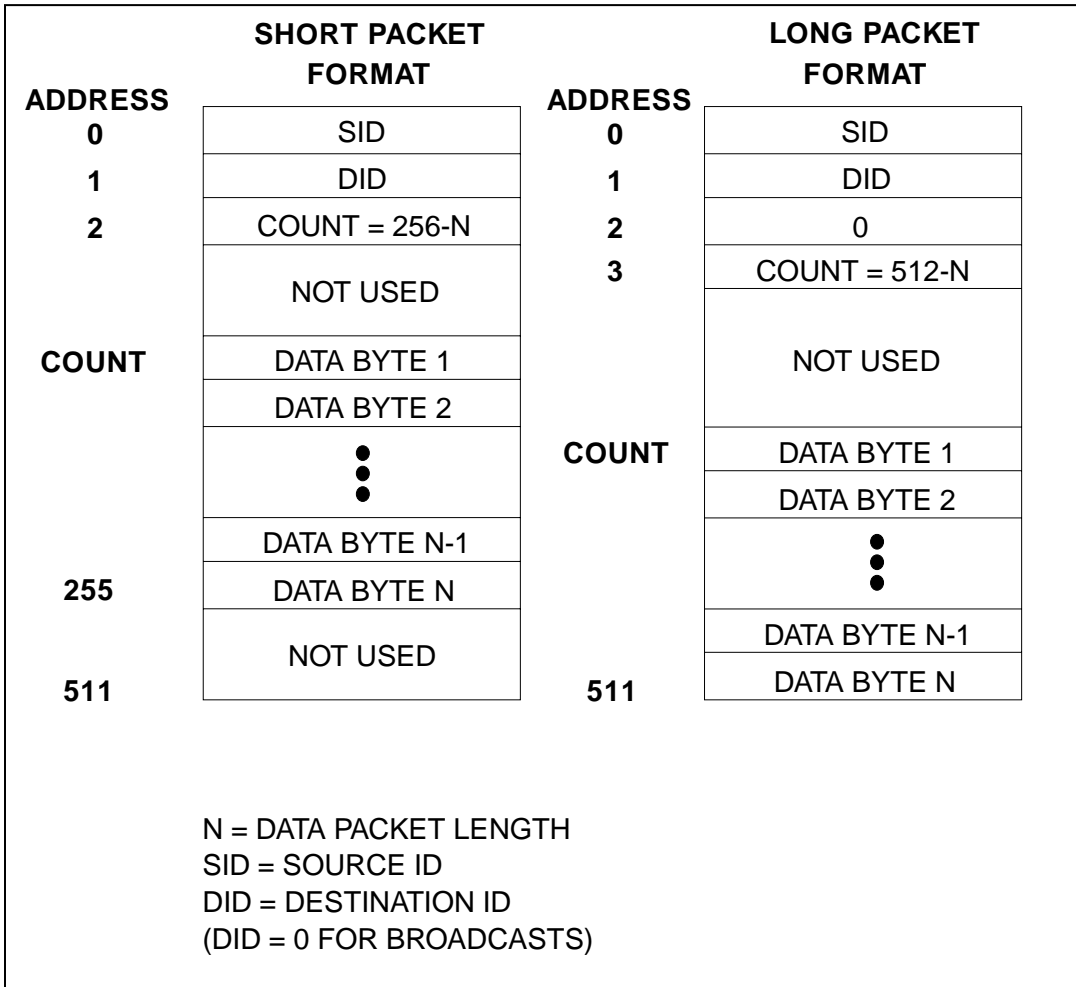 SHORT PACKET
FORMAT
ADDRESS
0
SID
1
DID
2
COUNT = 256-N
NOT USED
COUNT
DATA BYTE 1
DATA BYTE 2
DATA BYTE N-1
255
DATA BYTE N
NOT USED
511
LONG PACKET
FORMAT
ADDRESS
0
SID
1
DID
2
0
3
COUNT = 512-N
NOT USED
COUNT
DATA BYTE 1
DATA BYTE 2
DATA BYTE N-1
511
DATA BYTE N
N = DATA PACKET LENGTH
SID = SOURCE ID
DID = DESTINATION ID
(DID = 0 FOR BROADCASTS)